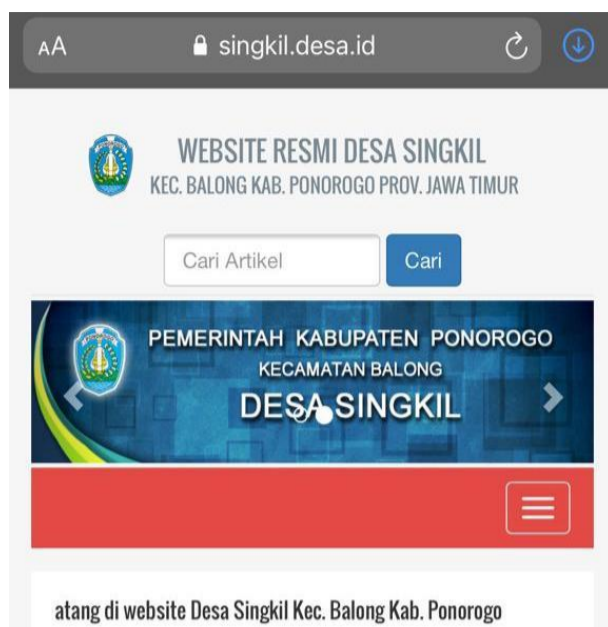 AA singkil.desa.id
WEBSITE RESMI DESA SINGKIL
KEC. BALONG KAB. PONOROGO PROV. JAWA TIMUR
Cari Artikel Cari
PEMERINTAH KABUPATEN PONOROGO
KECAMATAN BALONG
DESA SINGKIL
atang di website Desa Singkil Kec. Balong Kab. Ponorogo